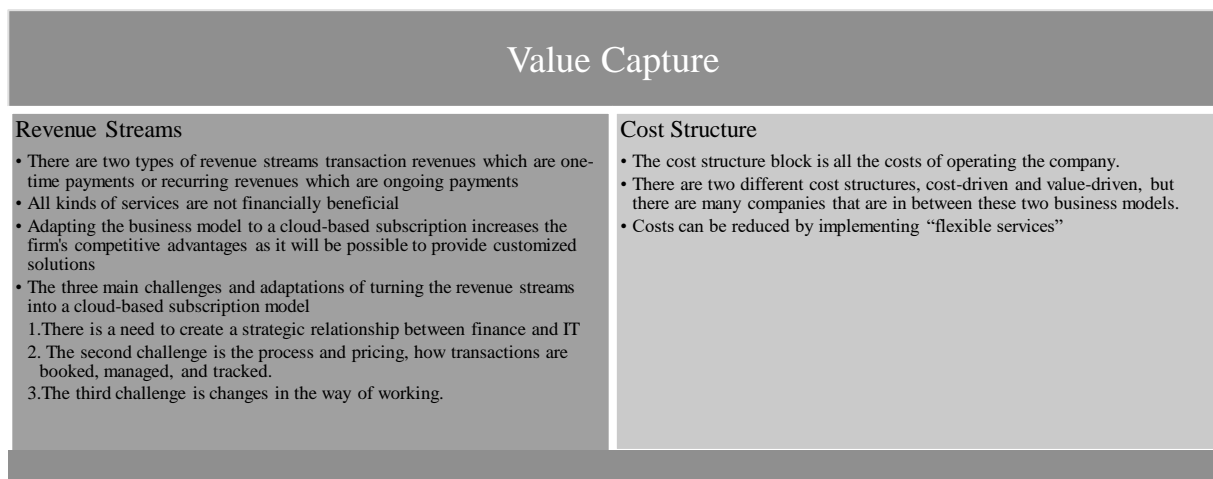 Value Capture
Revenue Streams
• There are two types of revenue streams transaction revenues which are one-
time payments or recurring revenues which are ongoing payments
• All kinds of services are not financially beneficial
• Adapting the business model to a cloud-based subscription increases the
firm's competitive advantages as it will be possible to provide customized
solutions
• The three main challenges and adaptations of turning the revenue streams
into a cloud-based subscription model
1.There is a need to create a strategic relationship between finance and IT
2. The second challenge is the process and pricing, how transactions are
booked, managed, and tracked.
3.The third challenge is changes in the way of working.
Cost Structure
• The cost structure block is all the costs of operating the company.
• There are two different cost structures, cost-driven and value-driven, but
there are many companies that are in between these two business models.
• Costs can be reduced by implementing “flexible services”